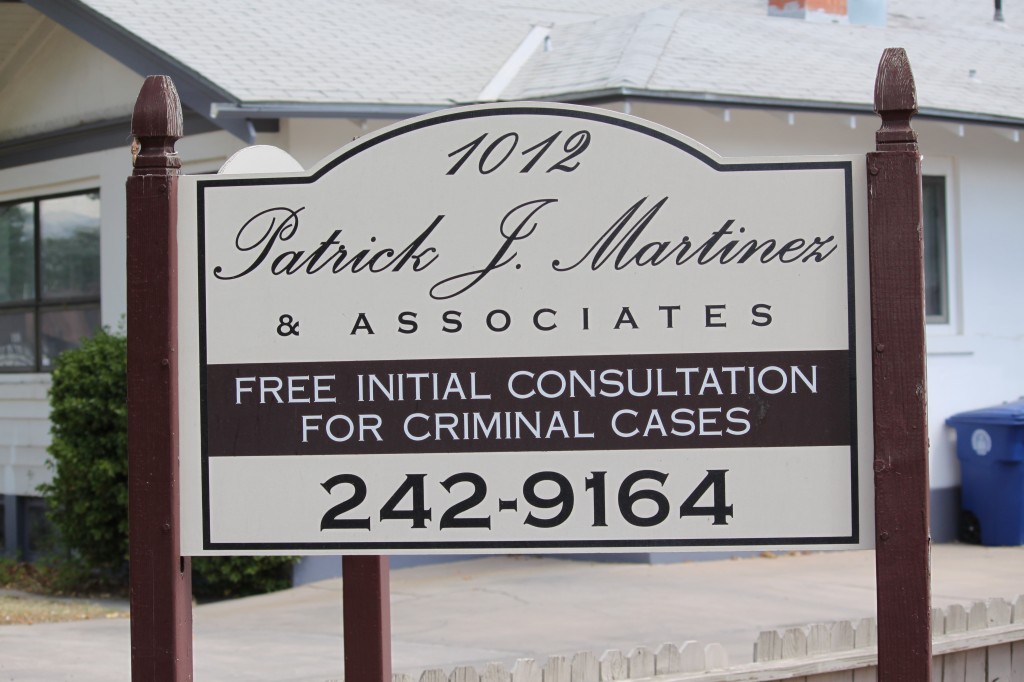 1012
Patrick J. Martinez
& ASSOCIATES
FREE INITIAL CONSULTATION
FOR CRIMINAL CASES
242-9164